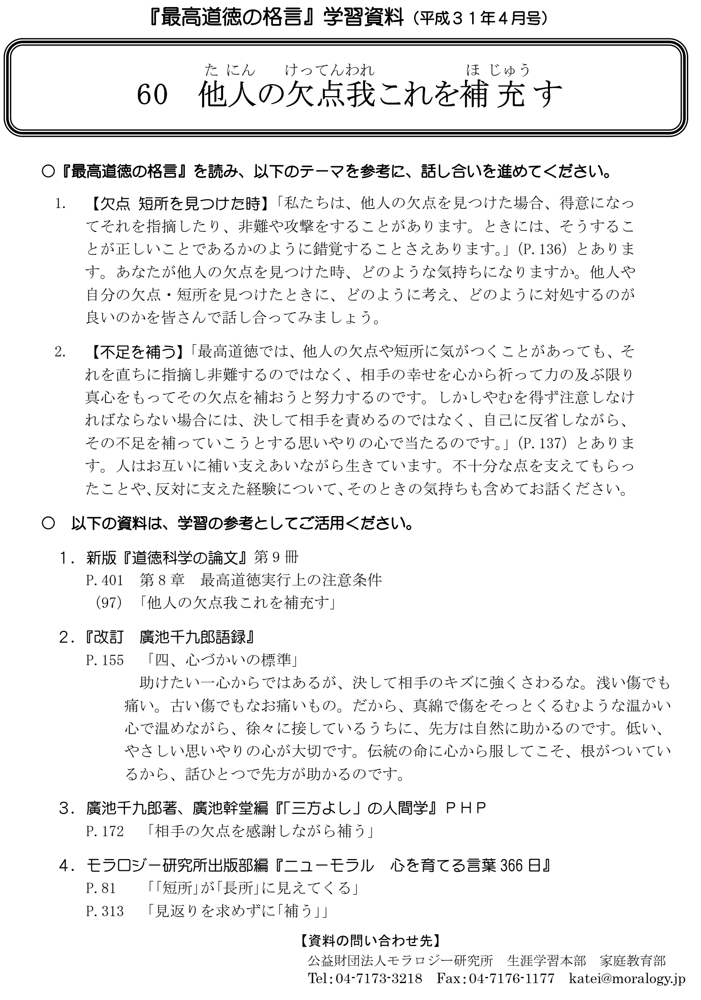 『最高道徳の格言』学習資料（平成３１年４月号）
た にん けってんわれ ほ じゅう
60　他人の欠点我これを補充す
○『最高道徳の格言』を読み、以下のテーマを参考に、話し合いを進めてください。
1.　【欠点 短所を見つけた時】「私たちは、他人の欠点を見つけた場合、得意になっ
てそれを指摘したり、非難や攻撃をすることがあります。ときには、そうするこ
とが正しいことであるかのように錯覚することさえあります。」（P.136）とありま
す。あなたが他人の欠点を見つけた時、どのような気持ちになりますか。他人や
自分の欠点・短所を見つけたときに、どのように考え、どのように対処するのが
良いのかを皆さんで話し合ってみましょう。
2.　【不足を補う】「最高道徳では、他人の欠点や短所に気がつくことがあっても、そ
れを直ちに指摘し非難するのではなく、相手の幸せを心から祈って力の及ぶ限り
真心をもってその欠点を補おうと努力するのです。しかしやむを得ず注意しなけ
ればならない場合には、決して相手を責めるのではなく、自己に反省しながら、
その不足を補っていこうとする思いやりの心で当たるのです。」（P.137）とありま
す。人はお互いに補い支えあいながら生きています。不十分な点を支えてもらっ
たことや、反対に支えた経験について、そのときの気持ちも含めてお話ください。
○　以下の資料は、学習の参考としてご活用ください。
１．新版『道徳科学の論文』第９冊
P.401　第８章　最高道徳実行上の注意条件
（97）「他人の欠点我これを補充す」
２．『改訂　廣池千九郎語録』
P.155　「四、心づかいの標準」
助けたい一心からではあるが、決して相手のキズに強くさわるな。浅い傷でも
痛い。古い傷でもなお痛いもの。だから、真綿で傷をそっとくるむような温かい
心で温めながら、徐々に接しているうちに、先方は自然に助かるのです。低い、
やさしい思いやりの心が大切です。伝統の命に心から服してこそ、根がついてい
るから、話ひとつで先方が助かるのです。
３．廣池千九郎著、廣池幹堂編『「三方よし」の人間学』ＰＨＰ
P.172　「相手の欠点を感謝しながら補う」
４．モラロジー研究所出版部編『ニューモラル　心を育てる言葉 366 日』
P.81　「「短所」が「長所」に見えてくる」
P.313　「見返りを求めずに「補う」」
【資料の問い合わせ先】
公益財団法人モラロジー研究所　生涯学習本部　家庭教育部
Tel:04-7173-3218　Fax:04-7176-1177　katei@moralogy.jp